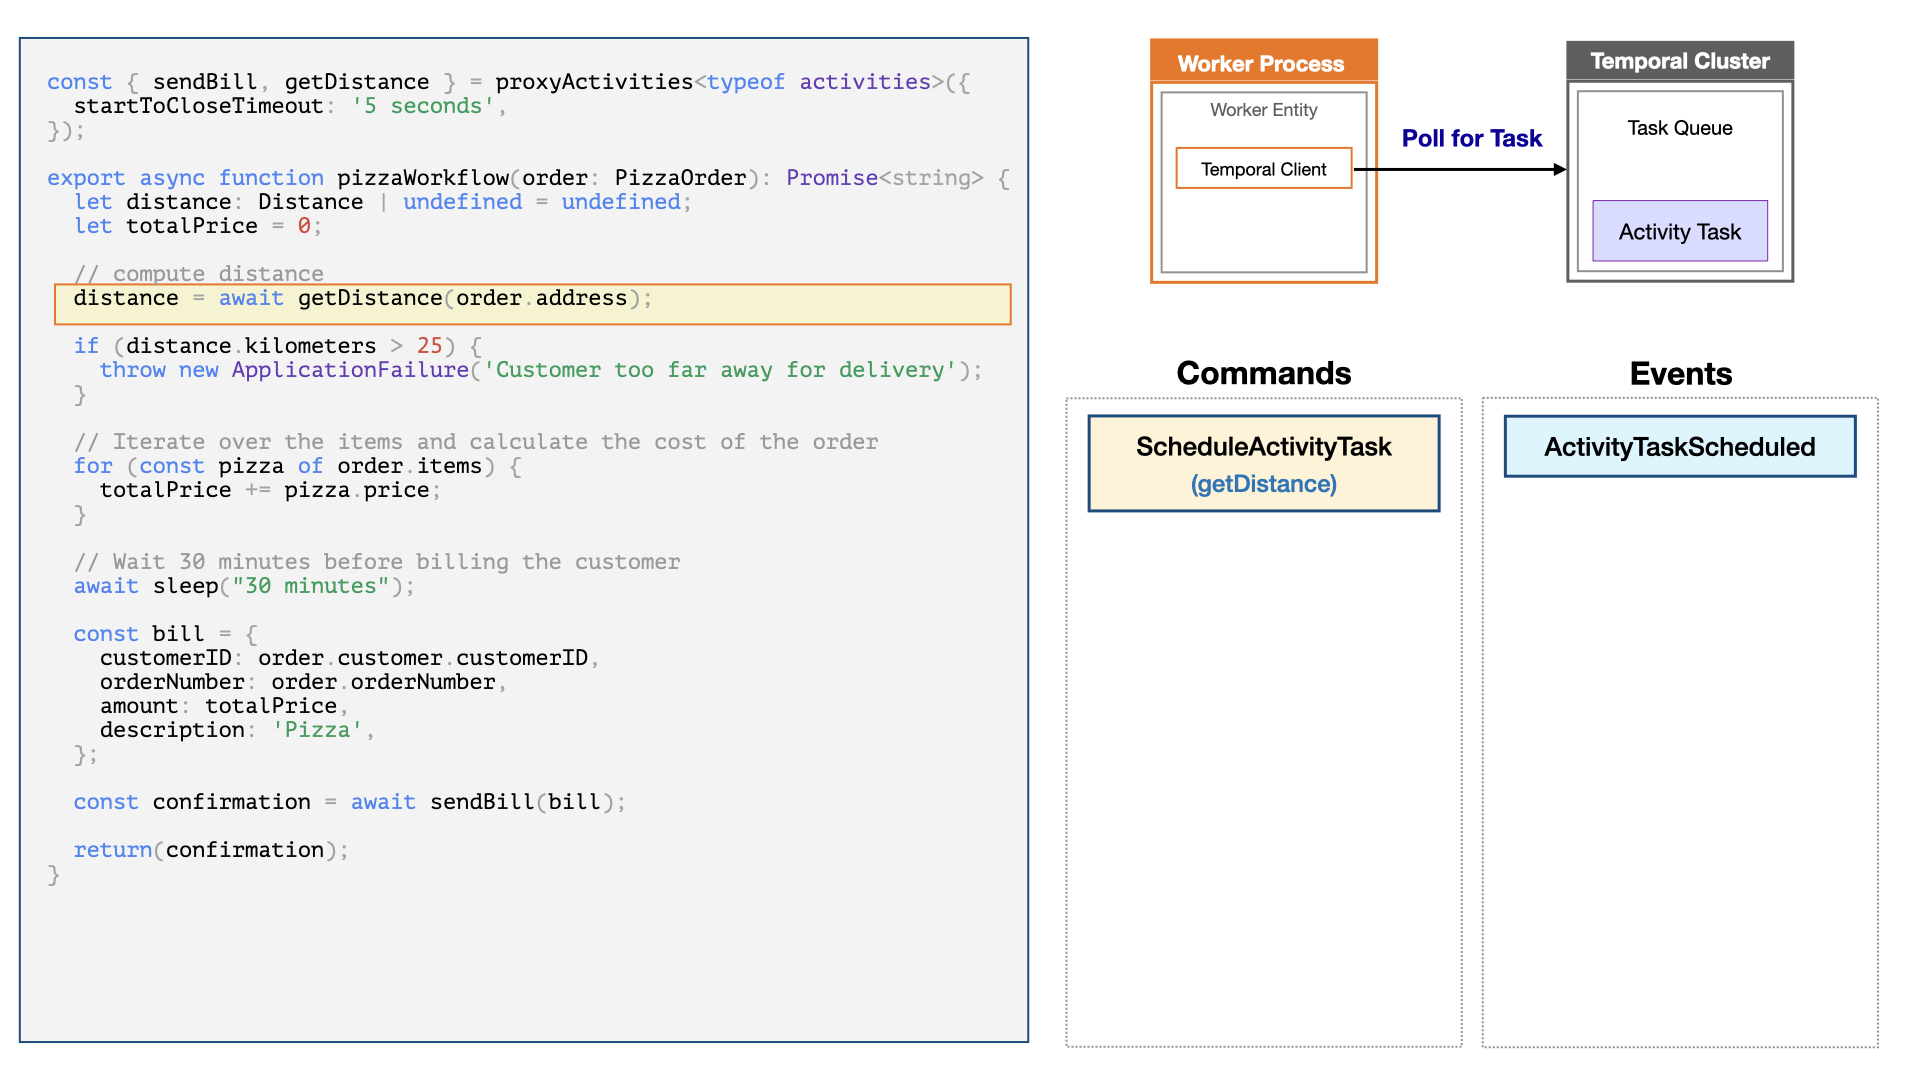 const { sendBill, getDistance } = proxyActivities<typeof activities>({
  startToCloseTimeout: '5 seconds',
});

export async function pizzaWorkflow(order: PizzaOrder): Promise<string> {
  let distance: Distance | undefined = undefined;
  let totalPrice = 0;

  // compute distance
  distance = await getDistance(order.address);

  if (distance.kilometers > 25) {
    throw new ApplicationFailure('Customer too far away for delivery');
  }

  // Iterate over the items and calculate the cost of the order
  for (const pizza of order.items) {
    totalPrice += pizza.price;
  }

  // Wait 30 minutes before billing the customer
  await sleep("30 minutes");

  const bill = {
    customerID: order.customer.customerID,
    orderNumber: order.orderNumber,
    amount: totalPrice,
    description: 'Pizza',
  };

  const confirmation = await sendBill(bill);

  return(confirmation);
}
Worker Process
Worker Entity
Temporal Client
Poll for Task
Temporal Cluster
Task Queue
Activity Task
Commands
ScheduleActivityTask
(getDistance)
Events
ActivityTaskScheduled